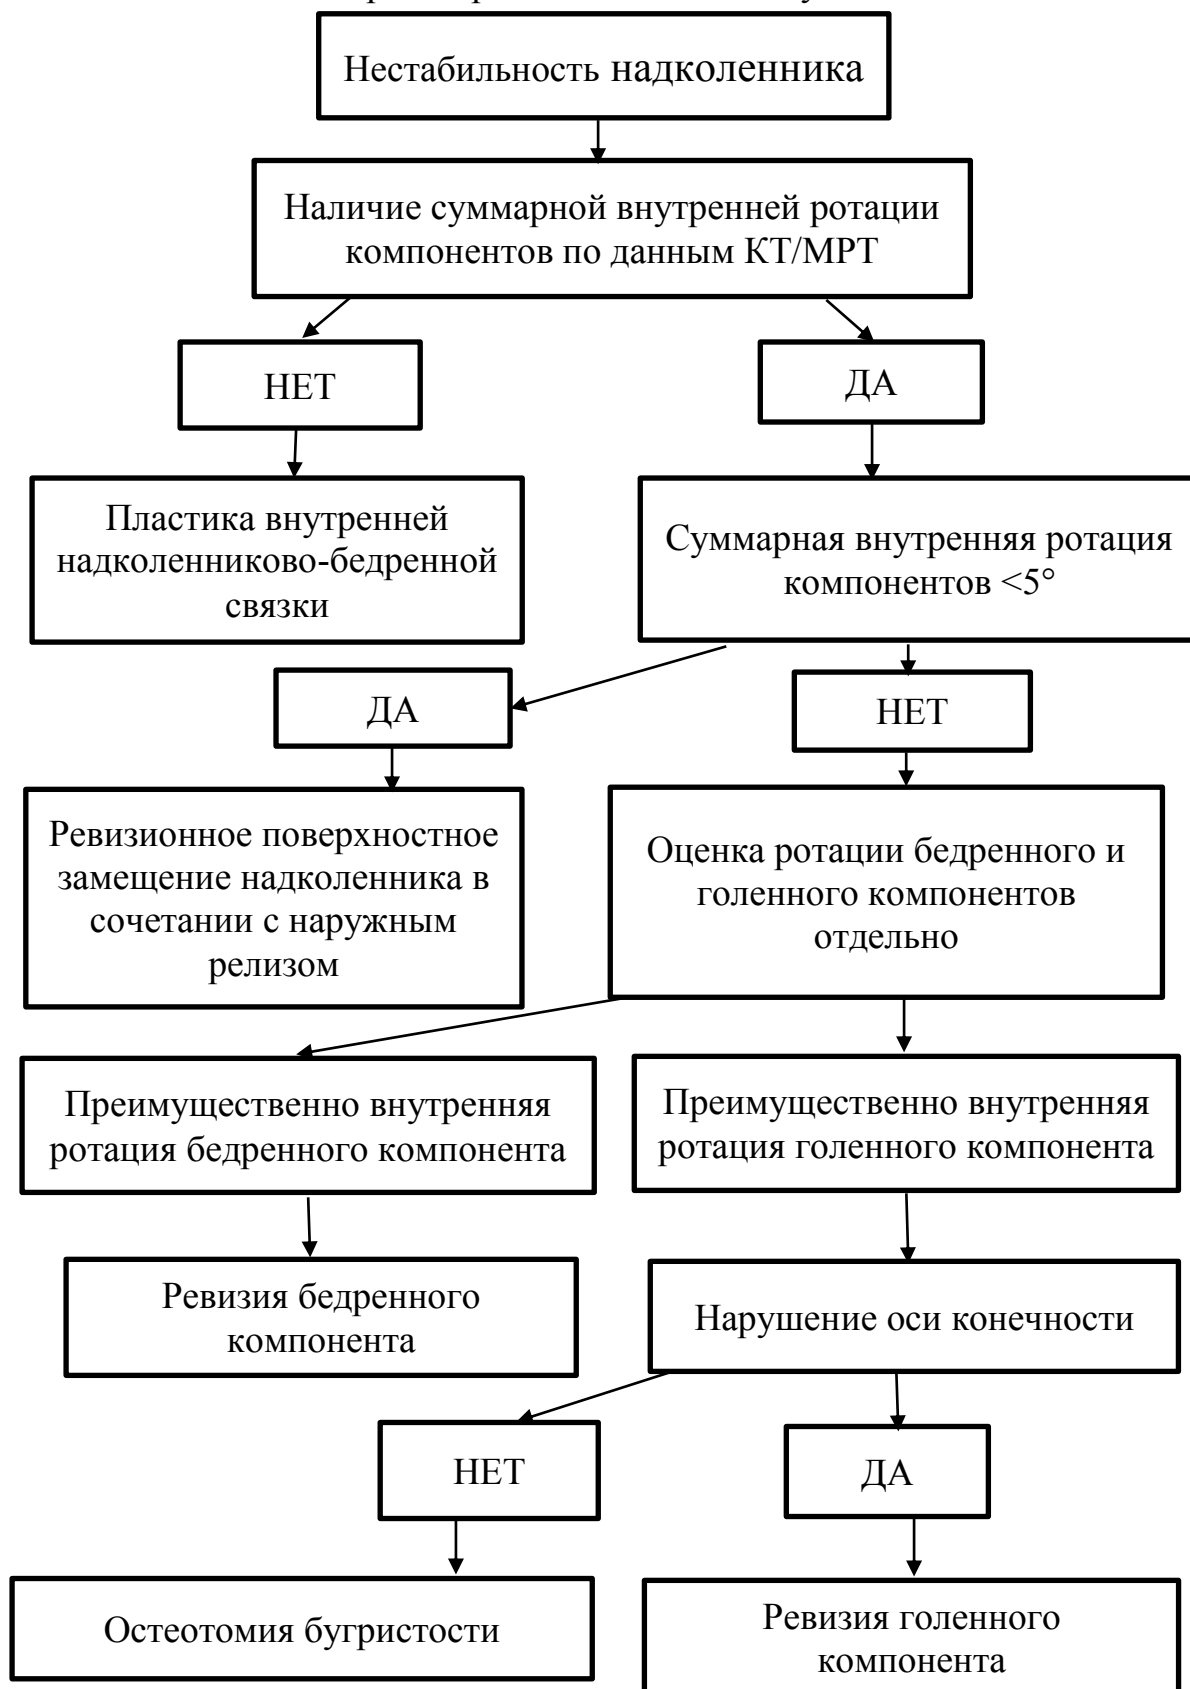 Нестабильность надколенника
Наличие суммарной внутренней ротации
компонентов по данным КТ/МРТ
НЕТ
ДА
Пластика внутренней
надколенниково-бедренной
связки
Суммарная внутренняя ротация
компонентов <5°
ДА
НЕТ
Ревизионное поверхностное
замещение надколенника в
сочетании с наружным
релизом
Оценка ротации бедренного и
голенного компонентов
отдельно
Преимущественно внутренняя
ротация бедренного компонента
Преимущественно внутренняя
ротация голенного компонента
Ревизия бедренного
компонента
Нарушение оси конечности
НЕТ
ДА
Остеотомия бугристости
Ревизия голенного
компонента